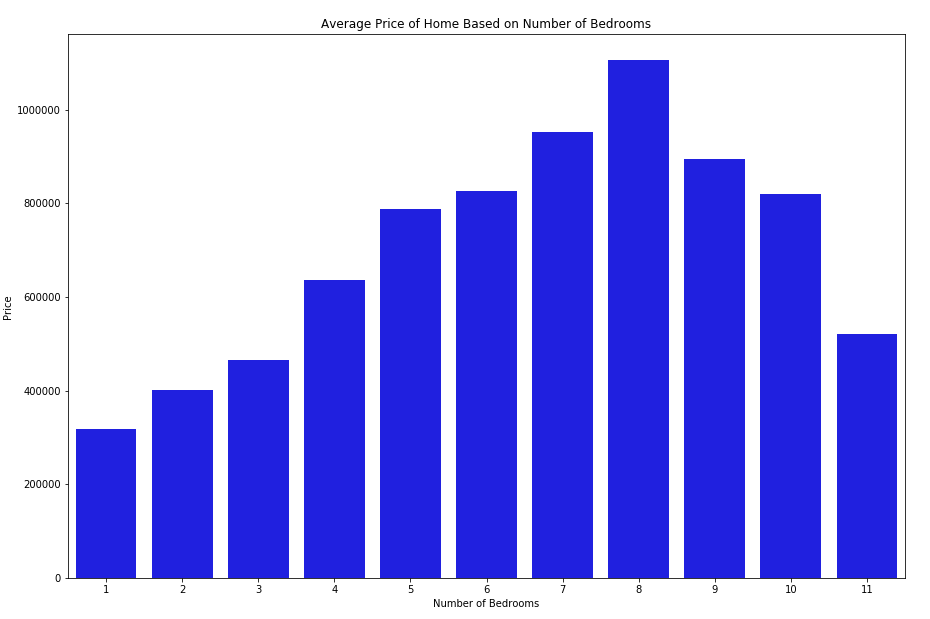 Average Price of Home Based on Number of Bedrooms
Price
1000000
800000
600000
400000
200000
0
1 2 3 4 5 6 7 8 9 10 11
Number of Bedrooms